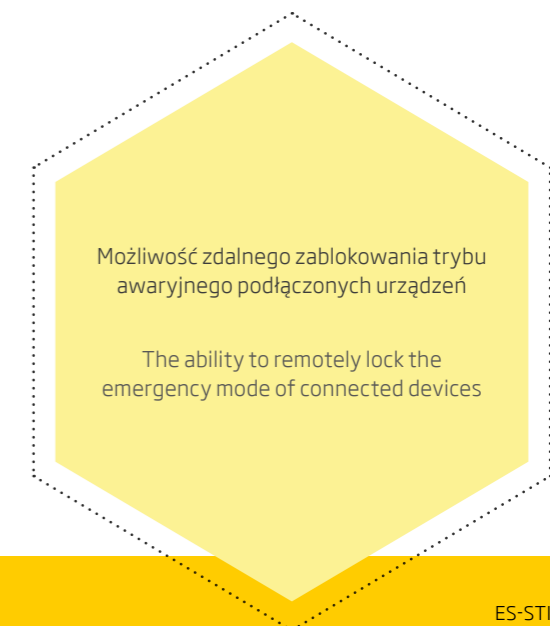 Możliwość zdalnego zablokowania trybu
awaryjnego podłączonych urządzeń
The ability to remotely lock the
emergency mode of connected devices
ES-STI